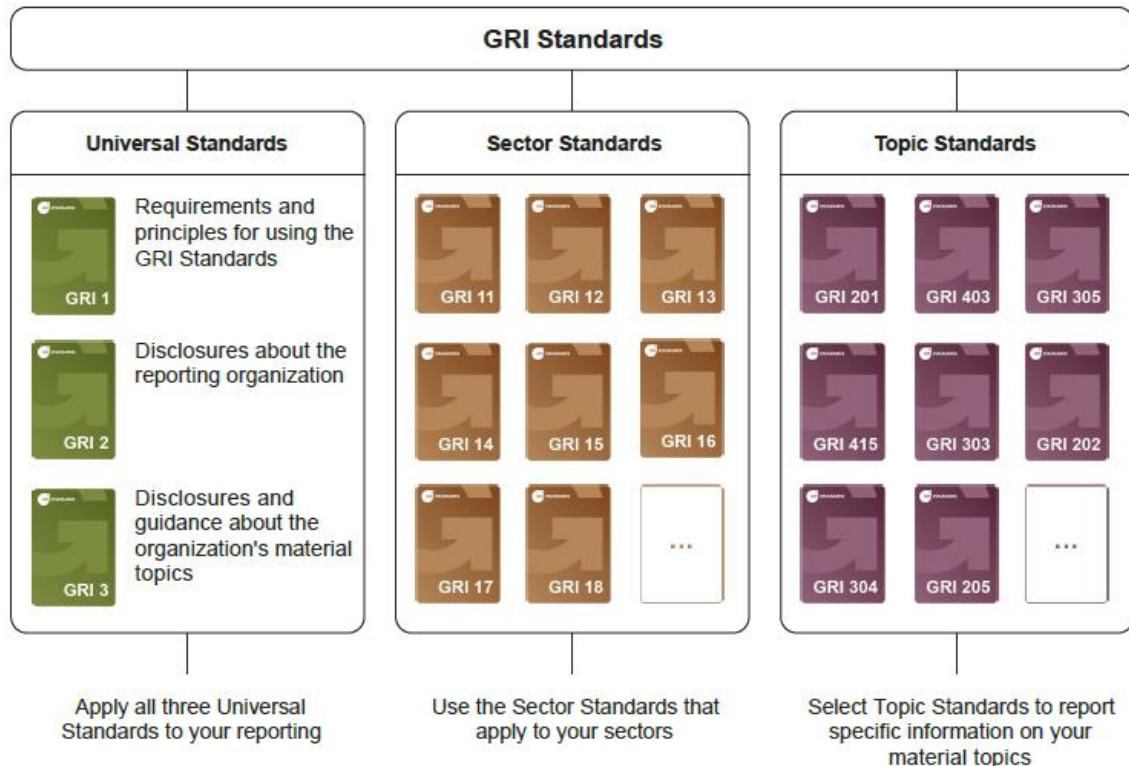 GRI Standards
Universal Standards
GRI 1
Requirements and
principles for using the
GRI Standards
GRI 2
Disclosures about the
reporting organization
GRI 3
Disclosures and
guidance about the
organization's material
topics
Apply all three Universal
Standards to your reporting
Sector Standards
GRI 11
GRI 12
GRI 13
GRI 14
GRI 15
GRI 16
GRI 17
GRI 18
...
Use the Sector Standards that
apply to your sectors
Topic Standards
GRI 201
GRI 403
GRI 305
GRI 415
GRI 303
GRI 202
GRI 304
GRI 205
...
Select Topic Standards to report
specific information on your
material topics